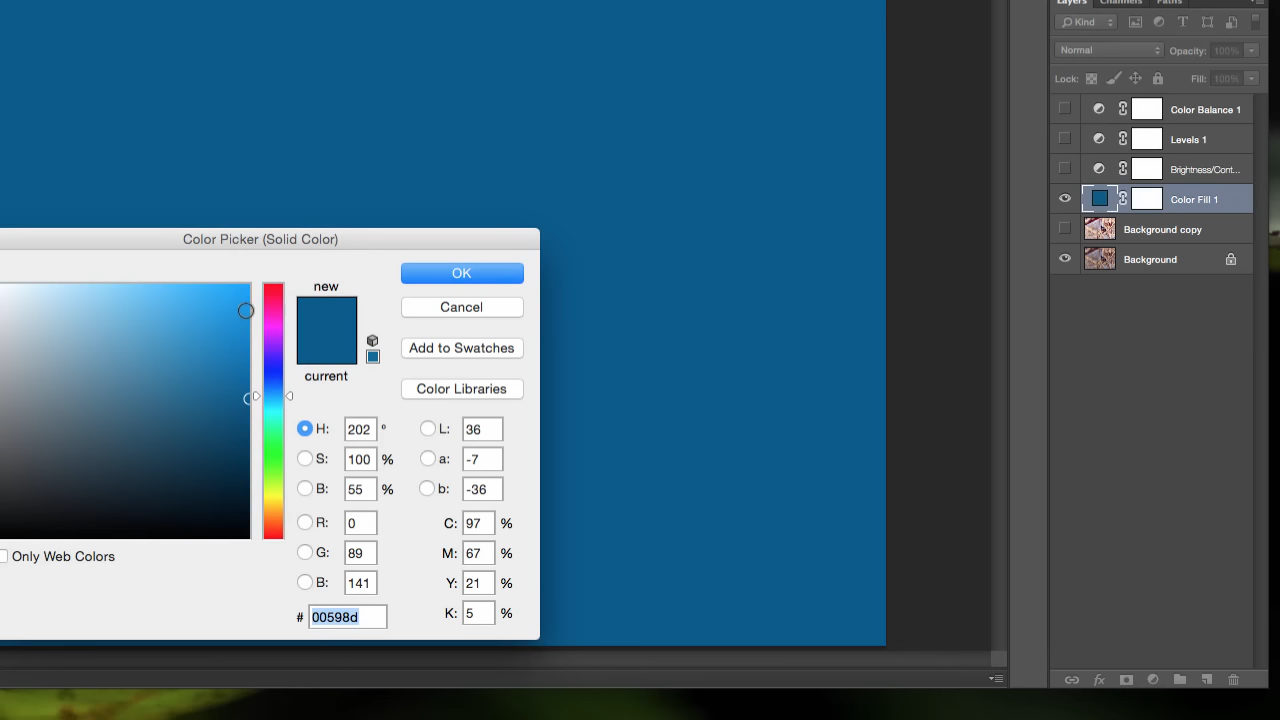 Layers Channels Paths
Kind
Normal Opacity: 100%
Lock: Fill: 100%
Color Balance 1
Levels 1
Brightness/Cont...
Color Fill 1
Background copy
Background
Color Picker (Solid Color)
new
current
OK
Cancel
Add to Swatches
Color Libraries
H: 202 °
S: 100 %
B: 55 %
R: 0
G: 89
B: 141
# 00598d
L: 36
a: -7
b: -36
C: 97 %
M: 67 %
Y: 21 %
K: 5 %
Only Web Colors
fx